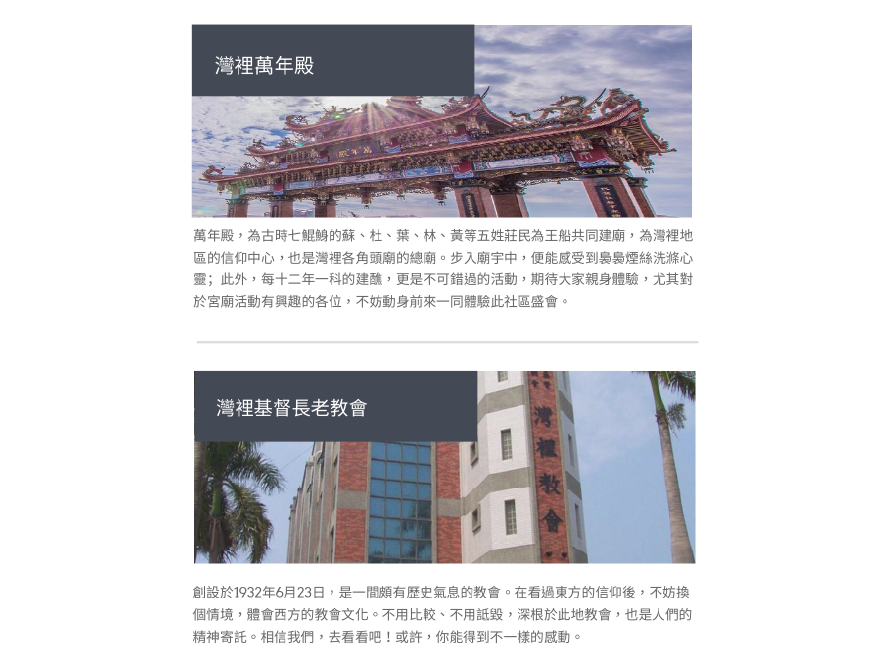 灣裡萬年殿
萬年殿
萬年殿，為古時七鯤鯓的蘇、杜、葉、林、黃等五姓莊民為王船共同建廟，為灣裡地
區的信仰中心，也是灣裡各角頭廟的總廟。步入廟宇中，便能感受到裊裊煙絲洗滌心
靈；此外，每十二年一科的建醮，更是不可錯過的活動，期待大家親身體驗，尤其對
於宮廟活動有興趣的各位，不妨動身前來一同體驗此社區盛會。
灣裡基督長老教會
灣裡教會
創設於1932年6月23日，是一間頗有歷史氣息的教會。在看過東方的信仰後，不妨換
個情境，體會西方的教會文化。不用比較、不用詆毀，深根於此地教會，也是人們的
精神寄託。相信我們，去看看吧！或許，你能得到不一樣的感動。